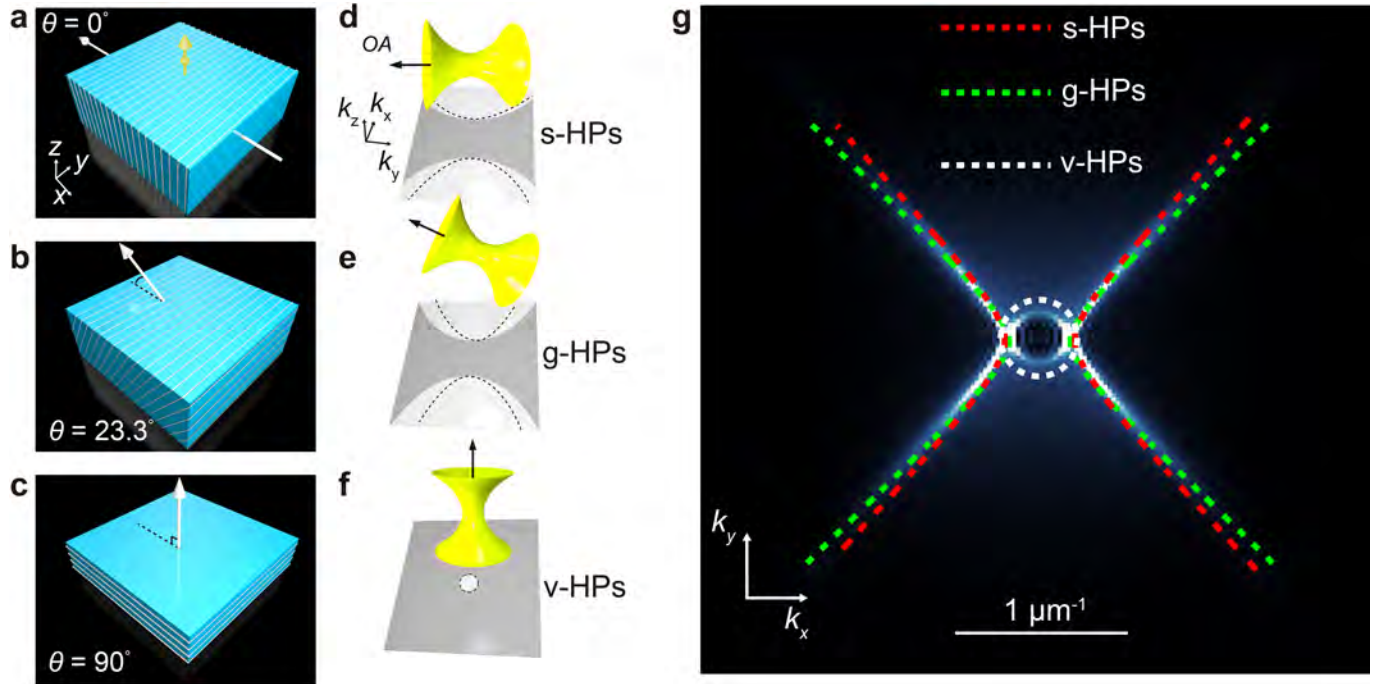 a
θ = 0°
z
y
x
b
θ = 23.3°
c
θ = 90°
d
OA
k_z
k_x
k_y
s-HPs
e
g-HPs
f
v-HPs
g
s-HPs
g-HPs
v-HPs
k_y
k_x
1 µm⁻¹